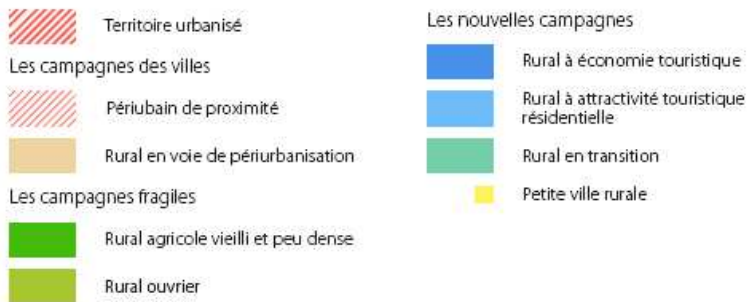 Territoire urbanisé
Les campagnes des villes
Périubain de proximité
Rural en voie de périurbanisation
Les campagnes fragiles
Rural agricole vieilli et peu dense
Rural ouvrier
Les nouvelles campagnes
Rural à économie touristique
Rural à attractivité touristique
résidentielle
Rural en transition
Petite ville rurale